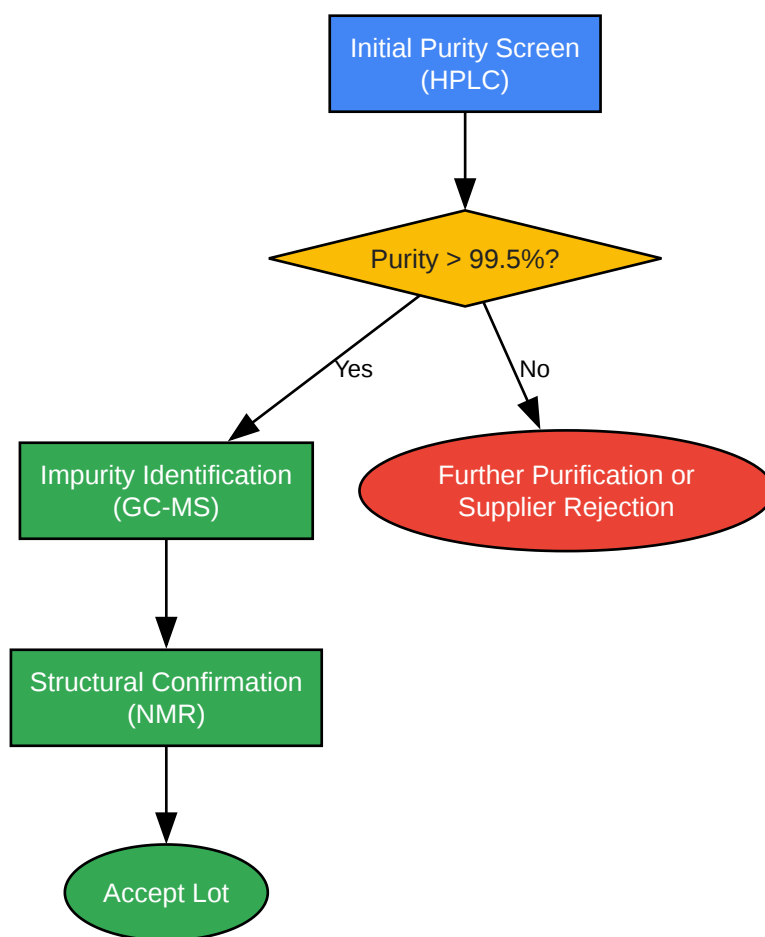 Initial Purity Screen
(HPLC)
Purity > 99.5%?
Yes
No
Impurity Identification
(GC-MS)
Further Purification or
Supplier Rejection
Structural Confirmation
(NMR)
Accept Lot